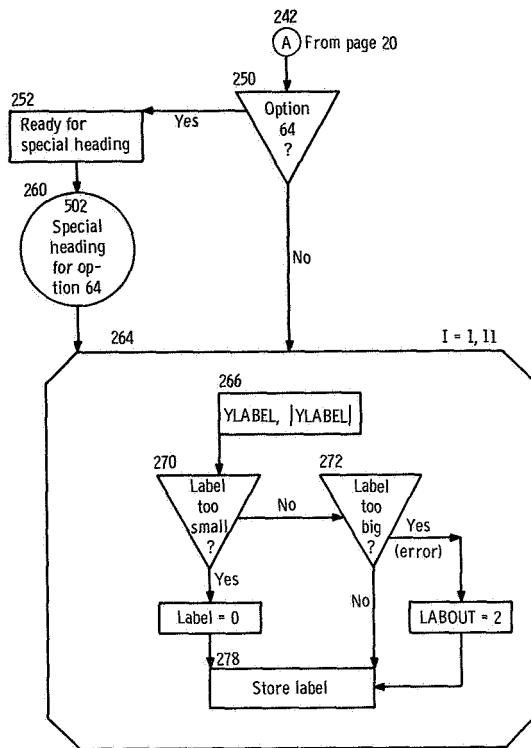 242
A From page 20
250
Option
64
?
252
Yes
Ready for
special heading
260
502
Special
heading
for op-
tion 64
No
264
I = 1, 11
266
YLABEL, |YLABEL|
270
Label
too
small
?
272
Label
too
big
?
No
Yes
(error)
Yes
No
Label = 0
LABOUT = 2
278
Store label